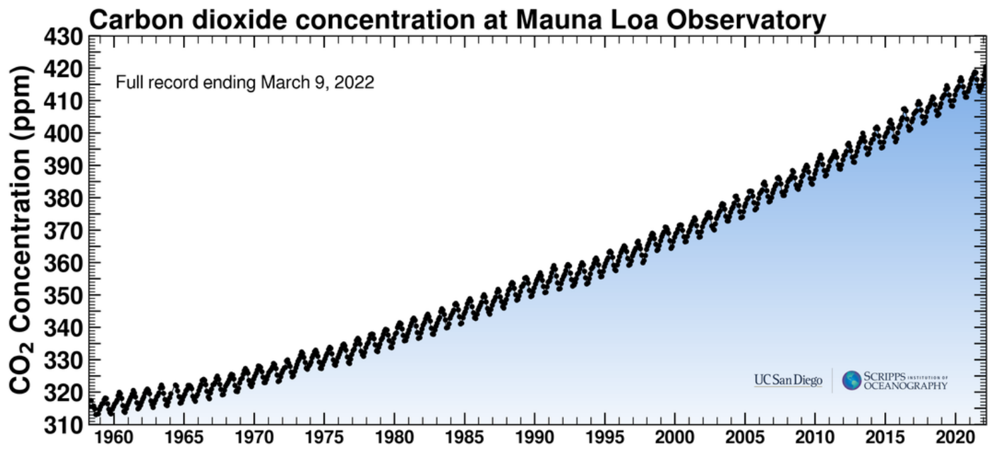 Carbon dioxide concentration at Mauna Loa Observatory
CO₂ Concentration (ppm)
430
420
410
400
390
380
370
360
350
340
330
320
310
Full record ending March 9, 2022
UC San Diego
SCRIPPS INSTITUTION OF
OCEANOGRAPHY
1960 1965 1970 1975 1980 1985 1990 1995 2000 2005 2010 2015 2020